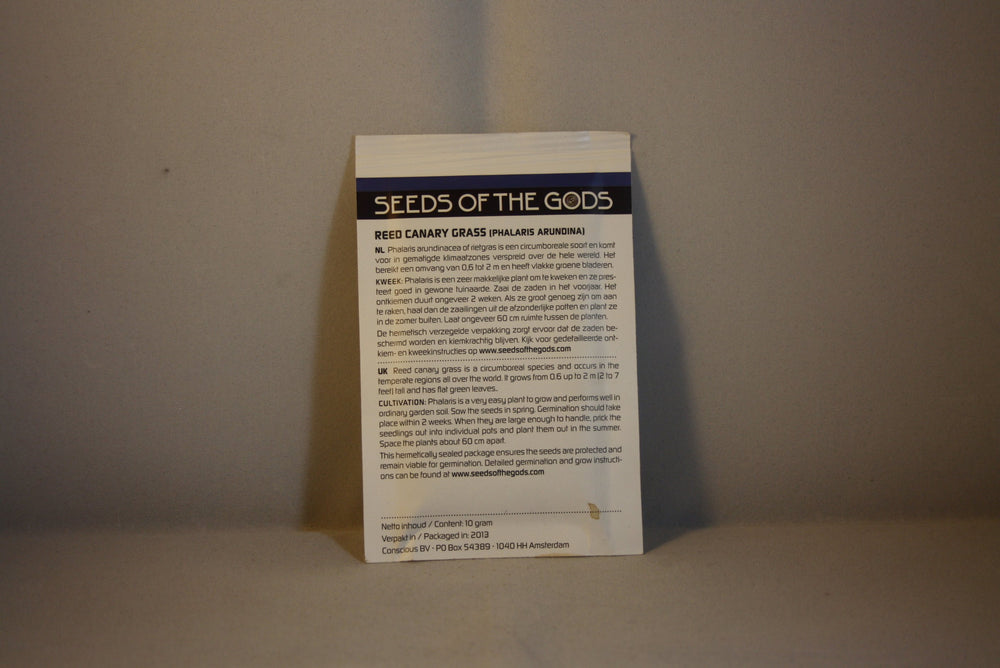 SEEDS OF THE GODS
REED CANARY GRASS (PHALARIS ARUNDINA)
NL Phalaris arundinacea of rietgras is een circumboreale soort en komt
voor in gematigde klimaatzones verspreid over de hele wereld. Het
bereikt een omvang van 0,6 tot 2 m en heeft vlakke groene bladeren.
KWEEK: Phalaris is een zeer makkelijke plant om te kweken en ze pres-
teert goed in gewone tuinaarde. Zaai de zaden in het voorjaar. Het
ontkiemen duurt ongeveer 2 weken. Als ze groot genoeg zijn om aan
te raken, haal dan de zaailingen uit de afzonderlijke potten en plant ze
in de zomer buiten. Laat ongeveer 60 cm ruimte tussen de planten.
De hermetisch verzegelde verpakking zorgt ervoor dat de zaden be-
schermd worden en kiemkrachtig blijven. Kijk voor gedetailleerde ont-
kiem- en kweekinstructies op www.seedsofthegods.com
UK Reed canary grass is a circumboreal species and occurs in the
temperate regions all over the world. It grows from 0.6 up to 2 m (2 to 7
feet) tall and has flat green leaves..
CULTIVATION: Phalaris is a very easy plant to grow and performs well in
ordinary garden soil. Sow the seeds in spring. Germination should take
place within 2 weeks. When they are large enough to handle, prick the
seedlings out into individual pots and plant them out in the summer.
Space the plants about 60 cm apart.
This hermetically sealed package ensures the seeds are protected and
remain viable for germination. Detailed germination and grow instructi-
ons can be found at www.seedsofthegods.com
Netto inhoud / Content: 10 gram
Verpakt in / Packaged in: 2013
Conscious BV - PO Box 54389 - 1040 HH Amsterdam